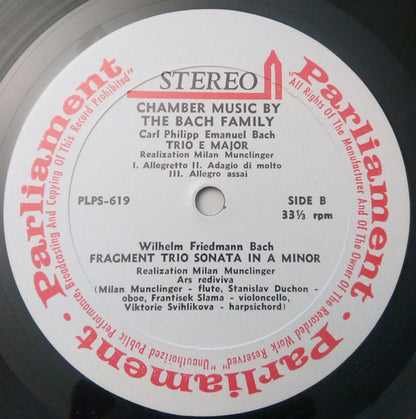 STEREO
CHAMBER MUSIC BY
THE BACH FAMILY
Carl Philipp Emanuel Bach
TRIO E MAJOR
Realization Milan Munclinger
I. Allegretto II. Adagio di molto
III. Allegro assai
PLPS-619
SIDE B
33⅓ rpm
Wilhelm Friedmann Bach
FRAGMENT TRIO SONATA IN A MINOR
Realization Milan Munclinger
Ars rediviva
(Milan Munclinger - flute, Stanislav Duchon -
oboe, Frantisek Slama - violoncello,
Viktorie Svihlikova - harpsichord)
Parliament · Parliament · Parliament ·
"All Rights Of The Manufacturer And Of The Owner Of The Recorded Work Reserved" "Unauthorized Public Performance, Broadcasting And Copying Of This Record Prohibited"